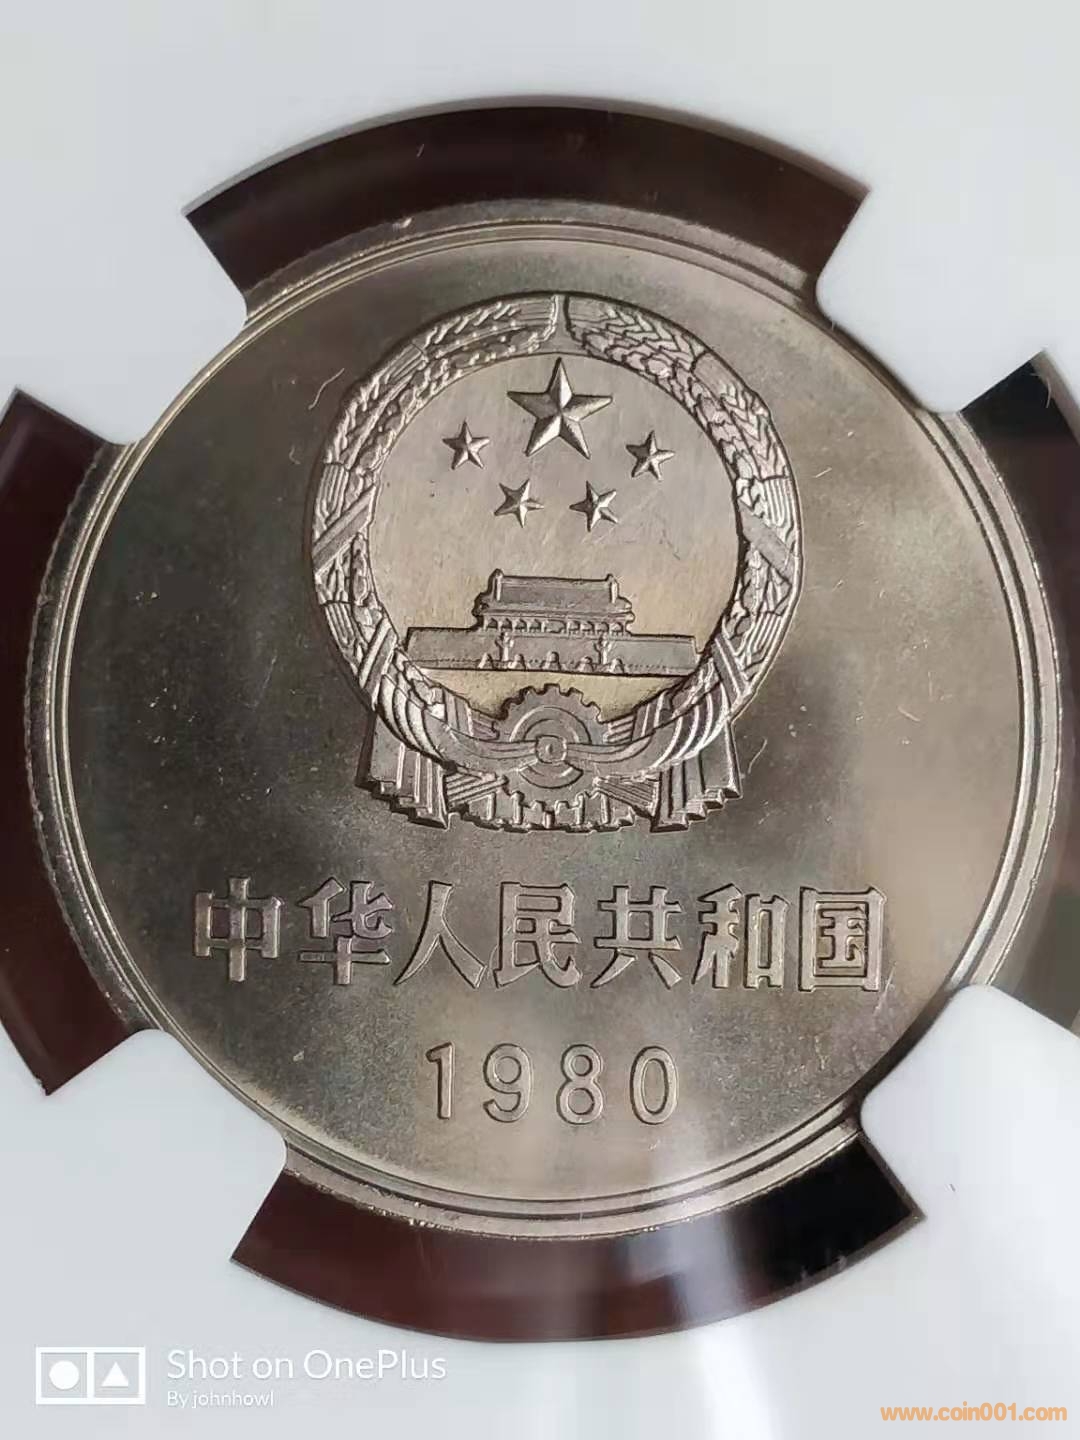 中华人民共和国
1980
Shot on OnePlus
By johnhowl
www.coin001.com